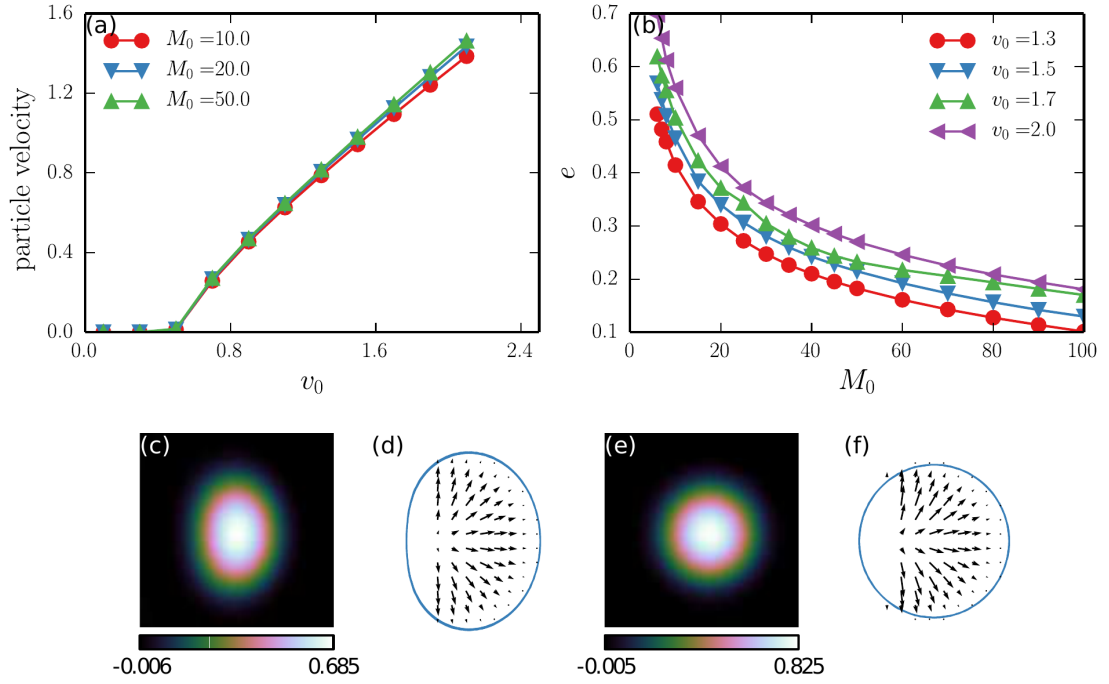 (a)
M₀ =10.0
M₀ =20.0
M₀ =50.0
1.6
1.2
0.8
0.4
0.0
particle velocity
0.0 0.8 1.6 2.4
v₀
(b)
v₀ =1.3
v₀ =1.5
v₀ =1.7
v₀ =2.0
0.7
0.6
0.5
0.4
0.3
0.2
0.1
e
0 20 40 60 80 100
M₀
(c)
-0.006 0.685
(d)
(e)
-0.005 0.825
(f)